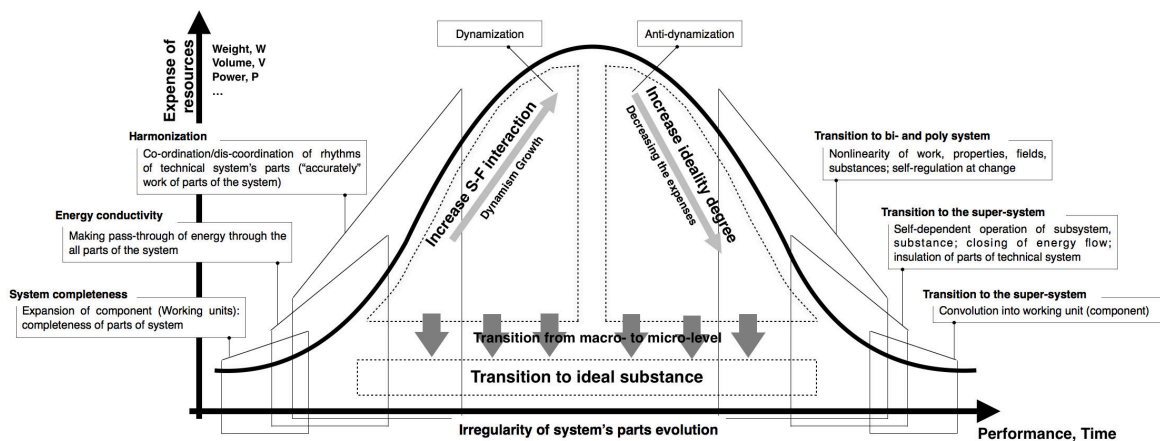 Expense of
resources
Weight, W
Volume, V
Power, P
...
Dynamization
Anti-dynamization
Harmonization
Co-ordination/dis-coordination of rhythms
of technical system's parts ("accurately"
work of parts of the system)
Energy conductivity
Making pass-through of energy through the
all parts of the system
System completeness
Expansion of component (Working units):
completeness of parts of system
Increase S-F interaction
Dynamism Growth
Increase ideality degree
Decreasing the expenses
Transition to bi- and poly system
Nonlinearity of work, properties, fields,
substances; self-regulation at change
Transition to the super-system
Self-dependent operation of subsystem,
substance; closing of energy flow;
insulation of parts of technical system
Transition to the super-system
Convolution into working unit (component)
Transition from macro- to micro-level
Transition to ideal substance
Irregularity of system's parts evolution
Performance, Time